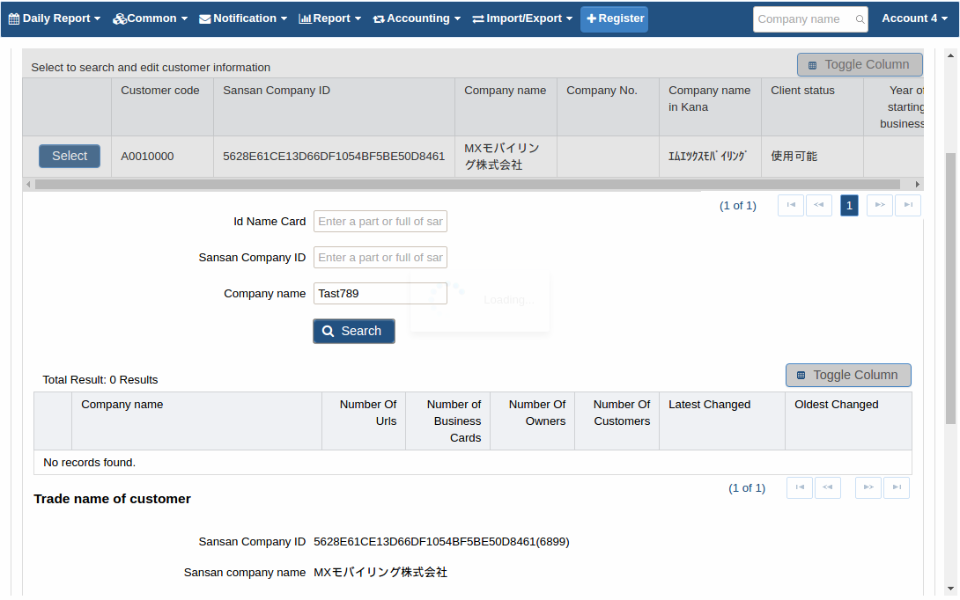 Daily Report Common Notification Report Accounting Import/Export Register Company name Account 4
Select to search and edit customer information Toggle Column
Customer code Sansan Company ID Company name Company No. Company name Client status Year of
in Kana starting
business
Select A0010000 5628E61CE13D66DF1054BF5BE50D8461 MXモバイリン ｴﾑｴｯｸｽﾓﾊﾞｲﾘﾝｸﾞ 使用可能
グ株式会社
(1 of 1) 1
Id Name Card Enter a part or full of sar
Sansan Company ID Enter a part or full of sar
Company name Tast789
Loading...
Search
Total Result: 0 Results Toggle Column
Company name Number Of Number of Number Of Number Of Latest Changed Oldest Changed
Urls Business Owners Customers
Cards
No records found.
(1 of 1)
Trade name of customer
Sansan Company ID 5628E61CE13D66DF1054BF5BE50D8461(6899)
Sansan company name MXモバイリング株式会社